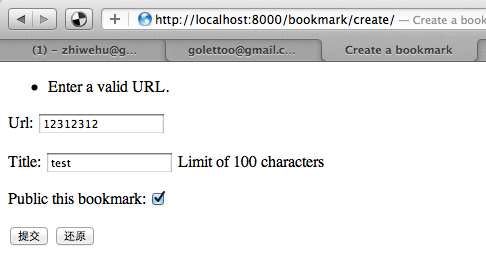 http://localhost:8000/bookmark/create/ — Create a book
(1) – zhiwehu@g... golettoo@gmail.c... Create a bookmark
• Enter a valid URL.
Url: 12312312
Title: test Limit of 100 characters
Public this bookmark:
提交 还原